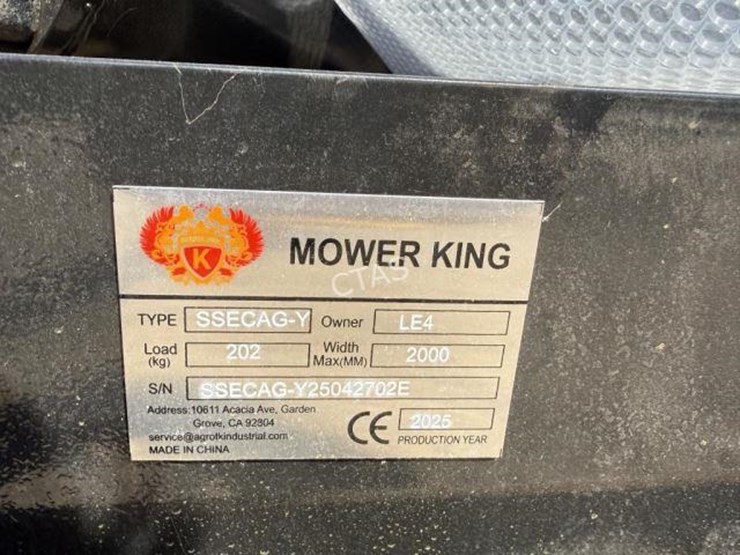 MOWER KING
K
CTAS
TYPE SSECAG-Y Owner LE4
Load (kg) 202 Width Max(MM) 2000
S/N SSECAG-Y25042702E
Address:10611 Acacia Ave, Garden
Grove, CA 92804
service@agrotkindustrial.com
MADE IN CHINA
CE 2025
PRODUCTION YEAR